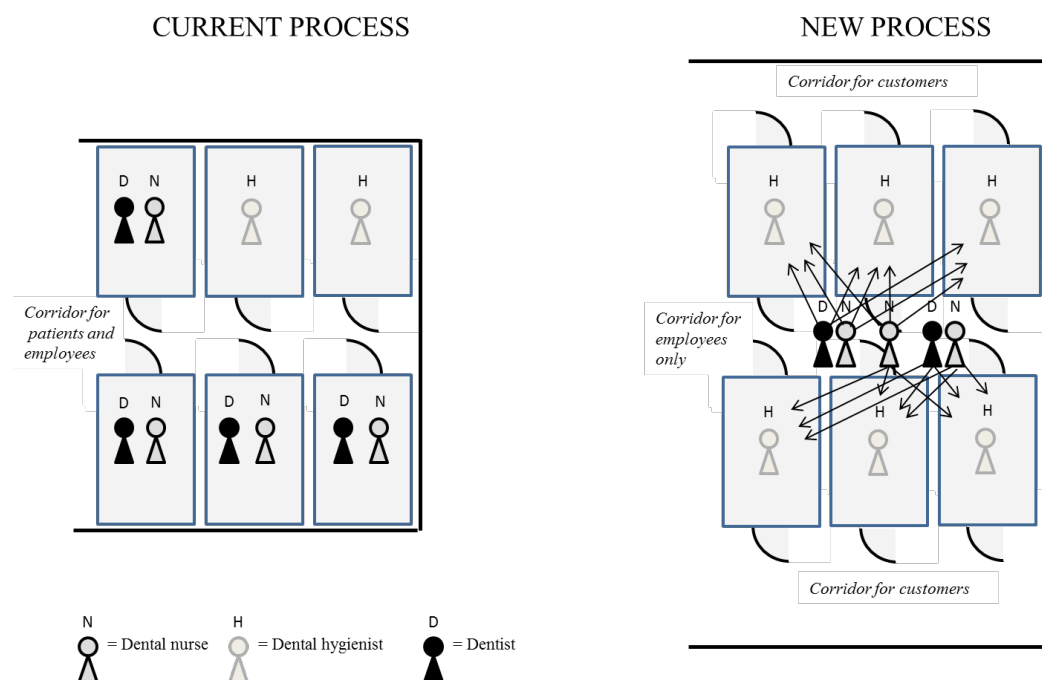 CURRENT PROCESS
NEW PROCESS
Corridor for customers
D N
H
H
H
H
H
Corridor for
patients and
employees
D N
N
D N
Corridor for
employees
only
D N
D N
D N
H
H
H
Corridor for customers
N
= Dental nurse
H
= Dental hygienist
D
= Dentist